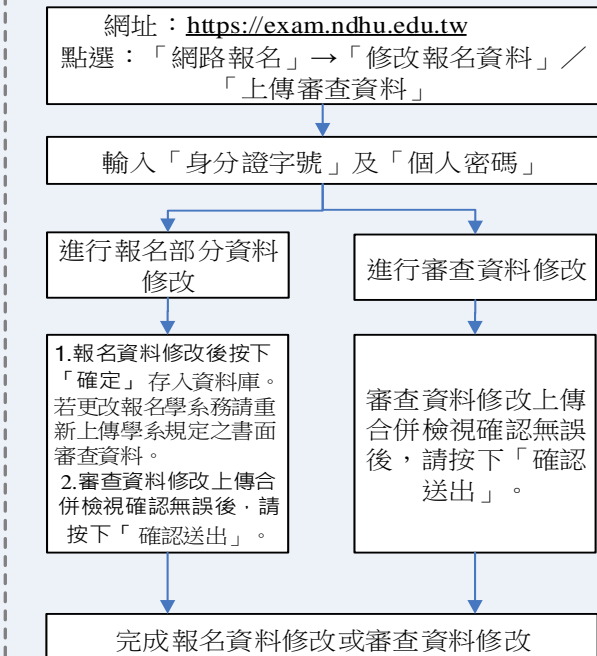 網址：https://exam.ndhu.edu.tw
點選：「網路報名」→「修改報名資料」／
「上傳審查資料」
輸入「身分證字號」及「個人密碼」
進行報名部分資料
修改
進行審查資料修改
1.報名資料修改後按下
「確定」存入資料庫。
若更改報名學系務請重
新上傳學系規定之書面
審查資料。
2.審查資料修改上傳合
併檢視確認無誤後，請
按下「確認送出」。
審查資料修改上傳
合併檢視確認無誤
後，請按下「確認
送出」。
完成報名資料修改或審查資料修改